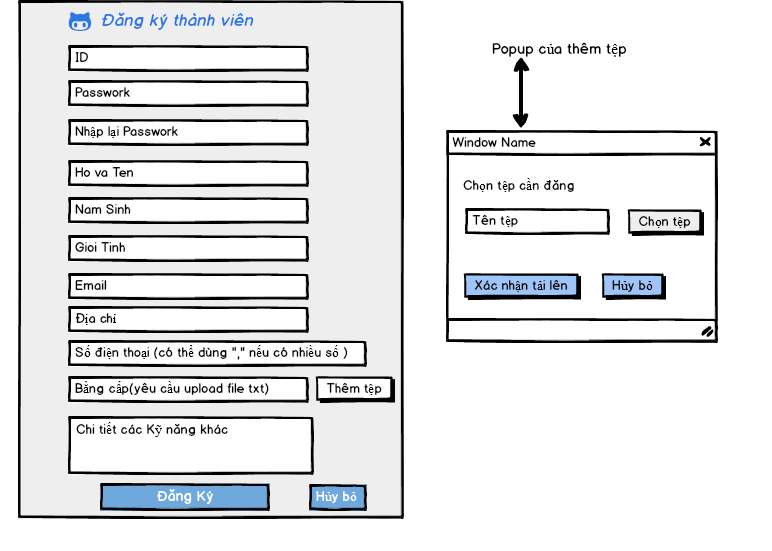 Đăng ký thành viên
ID
Passwork
Nhập lại Passwork
Ho va Ten
Nam Sinh
Gioi Tinh
Email
Địa chỉ
Số điện thoại (có thể dùng "," nếu có nhiều số )
Bằng cấp(yêu cầu upload file txt)
Thêm tệp
Chi tiết các Kỹ năng khác
Đăng Ký
Hủy bỏ
Popup của thêm tệp
Window Name
Chọn tệp cần đăng
Tên tệp
Chọn tệp
Xác nhận tải lên
Hủy bỏ